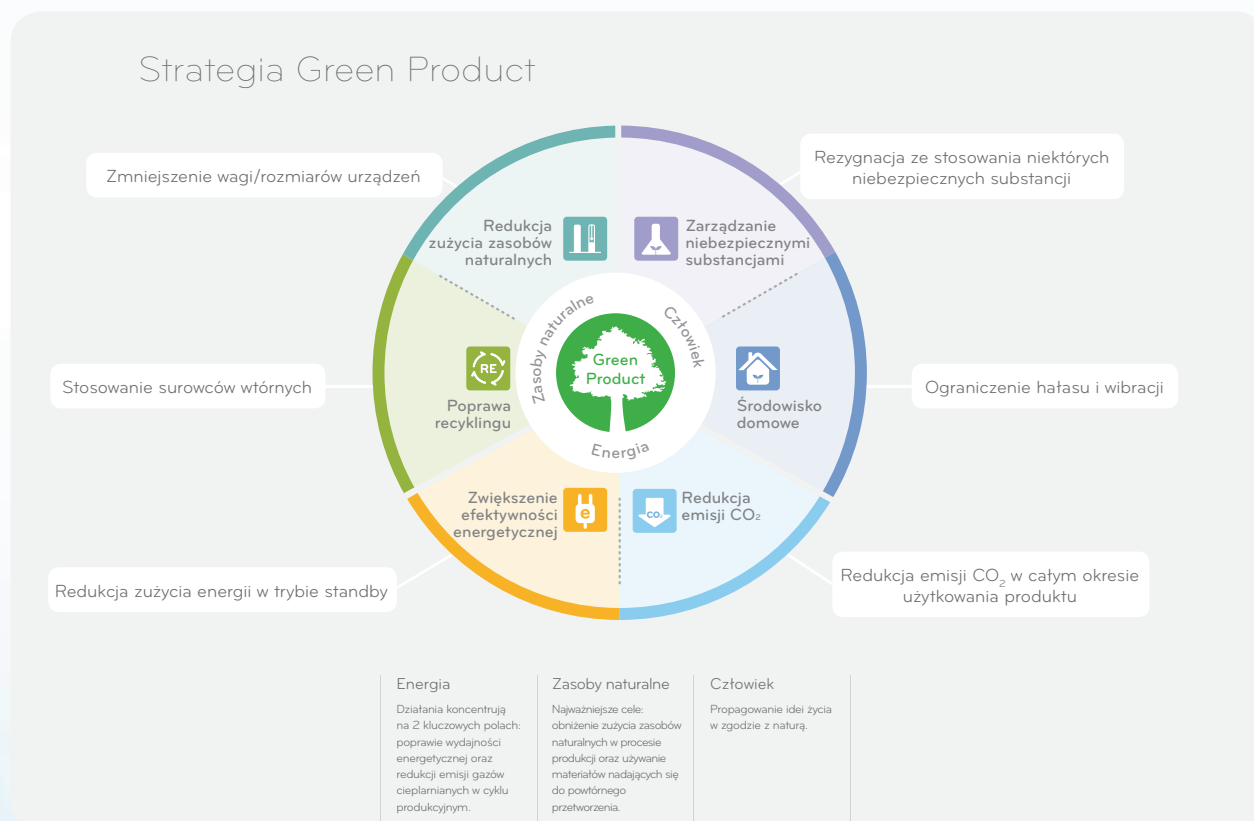 Strategia Green Product
Zmniejszenie wagi/rozmiarów urządzeń
Rezygnacja ze stosowania niektórych
niebezpiecznych substancji
Redukcja
zużycia zasobów
naturalnych
Zarządzanie
niebezpiecznymi
substancjami
Zasoby naturalne
Człowiek
Energia
Green
Product
Stosowanie surowców wtórnych
RE
Poprawa
recyklingu
Środowisko
domowe
Ograniczenie hałasu i wibracji
Zwiększenie
efektywności
energetycznej
e
CO₂
Redukcja
emisji CO₂
Redukcja zużycia energii w trybie standby
Redukcja emisji CO₂ w całym okresie
użytkowania produktu
Energia
Działania koncentrują
na 2 kluczowych polach:
poprawie wydajności
energetycznej oraz
redukcji emisji gazów
cieplarnianych w cyklu
produkcyjnym.
Zasoby naturalne
Najważniejsze cele:
obniżenie zużycia zasobów
naturalnych w procesie
produkcji oraz używanie
materiałów nadających się
do powtórnego
przetworzenia.
Człowiek
Propagowanie idei życia
w zgodzie z naturą.